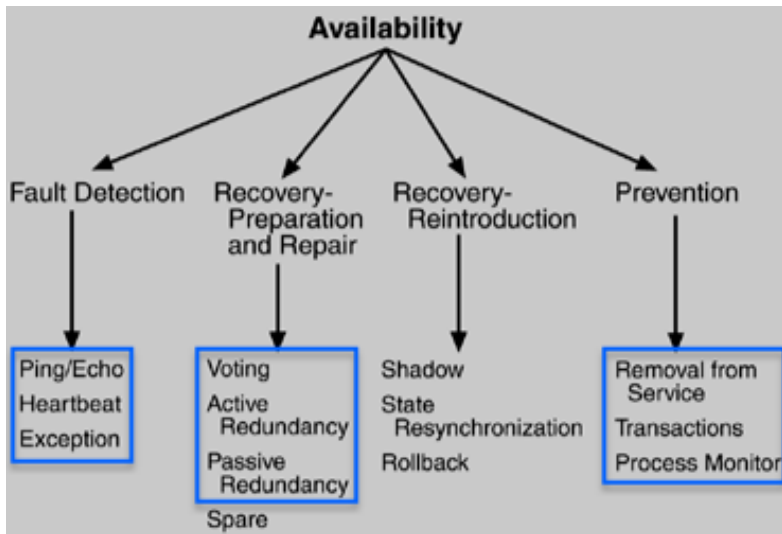 Availability
Fault Detection
Recovery-
Preparation
and Repair
Recovery-
Reintroduction
Prevention
Ping/Echo
Heartbeat
Exception
Voting
Active
Redundancy
Passive
Redundancy
Spare
Shadow
State
Resynchronization
Rollback
Removal from
Service
Transactions
Process Monitor